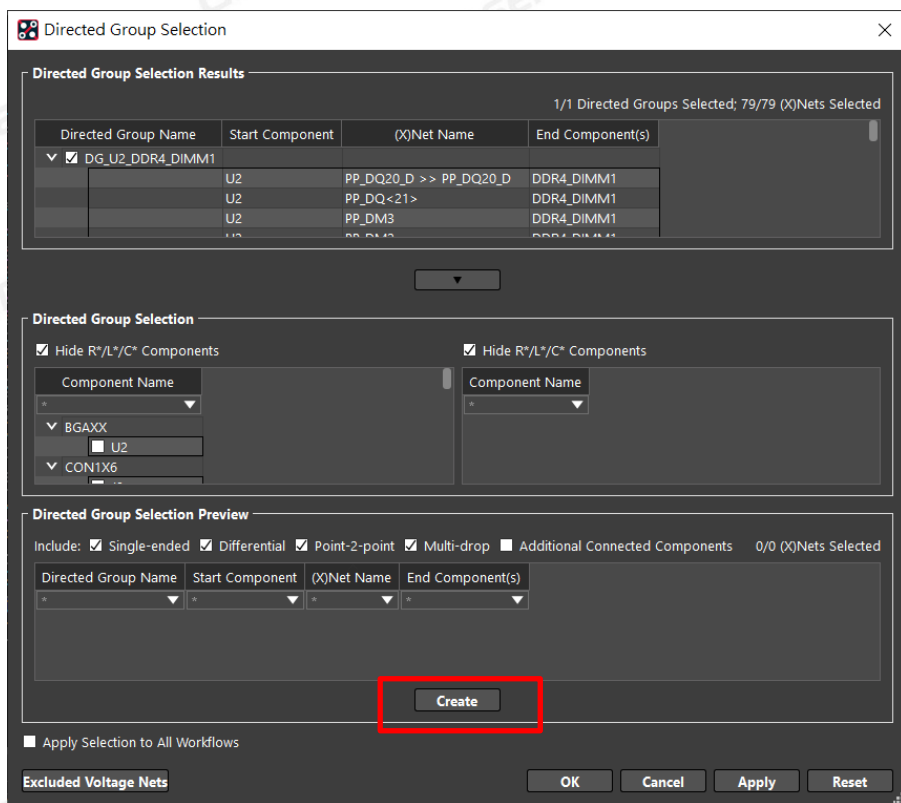 Directed Group Selection
Directed Group Selection Results
1/1 Directed Groups Selected; 79/79 (X)Nets Selected
Directed Group Name Start Component (X)Net Name End Component(s)
DG_U2_DDR4_DIMM1
U2 PP_DQ20_D >> PP_DQ20_D DDR4_DIMM1
U2 PP_DQ<21> DDR4_DIMM1
U2 PP_DM3 DDR4_DIMM1
Directed Group Selection
Hide R*/L*/C* Components Hide R*/L*/C* Components
Component Name Component Name
* *
BGAXX
U2
CON1X6
Directed Group Selection Preview
Include: Single-ended Differential Point-2-point Multi-drop Additional Connected Components 0/0 (X)Nets Selected
Directed Group Name Start Component (X)Net Name End Component(s)
* * * *
Create
Apply Selection to All Workflows
Excluded Voltage Nets OK Cancel Apply Reset